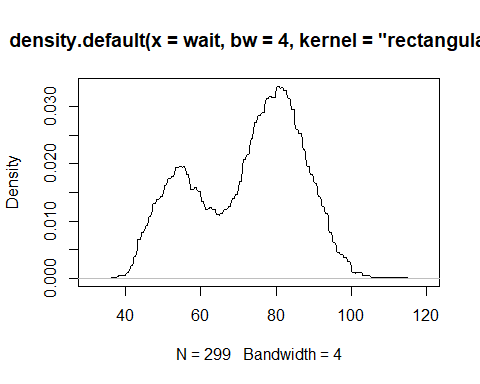 density.default(x = wait, bw = 4, kernel = "rectangula
Density
0.030
0.020
0.010
0.000
40 60 80 100 120
N = 299 Bandwidth = 4